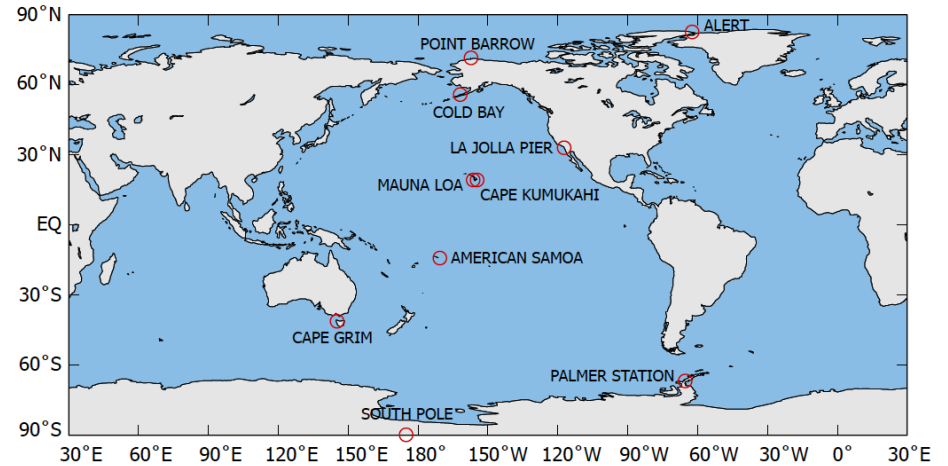 90°N
ALERT
POINT BARROW
60°N
COLD BAY
30°N
LA JOLLA PIER
MAUNA LOA
CAPE KUMUKAHI
EQ
AMERICAN SAMOA
30°S
CAPE GRIM
60°S
PALMER STATION
SOUTH POLE
90°S
30°E 60°E 90°E 120°E 150°E 180° 150°W 120°W 90°W 60°W 30°W 0° 30°E